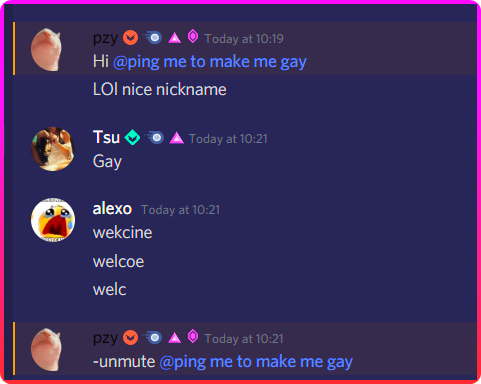 pzy Today at 10:19
Hi @ping me to make me gay
LOl nice nickname
Tsu Today at 10:21
Gay
alexo Today at 10:21
wekcine
welcoe
welc
pzy Today at 10:21
-unmute @ping me to make me gay